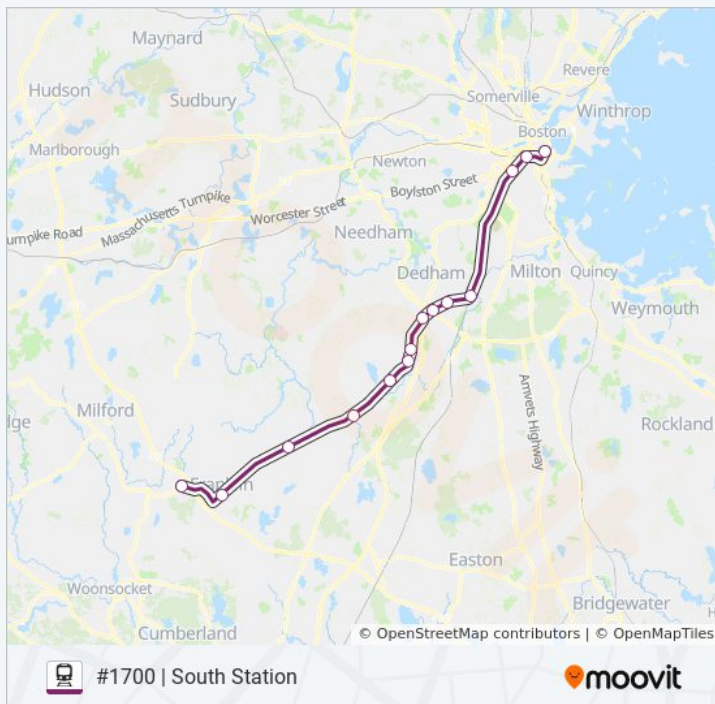 Maynard
Revere
Hudson
Somerville
Sudbury
Winthrop
Boston
Marlborough
Newton
Boylston Street
Massachusetts Turnpike
Worcester Street
Needham
umpike Road
Dedham
Milton
Quincy
Weymouth
Amvets Highway
Milford
dge
Rockland
Franklin
Easton
Woonsocket
Bridgewater
Cumberland
© OpenStreetMap contributors | © OpenMapTiles
#1700 | South Station
moovit